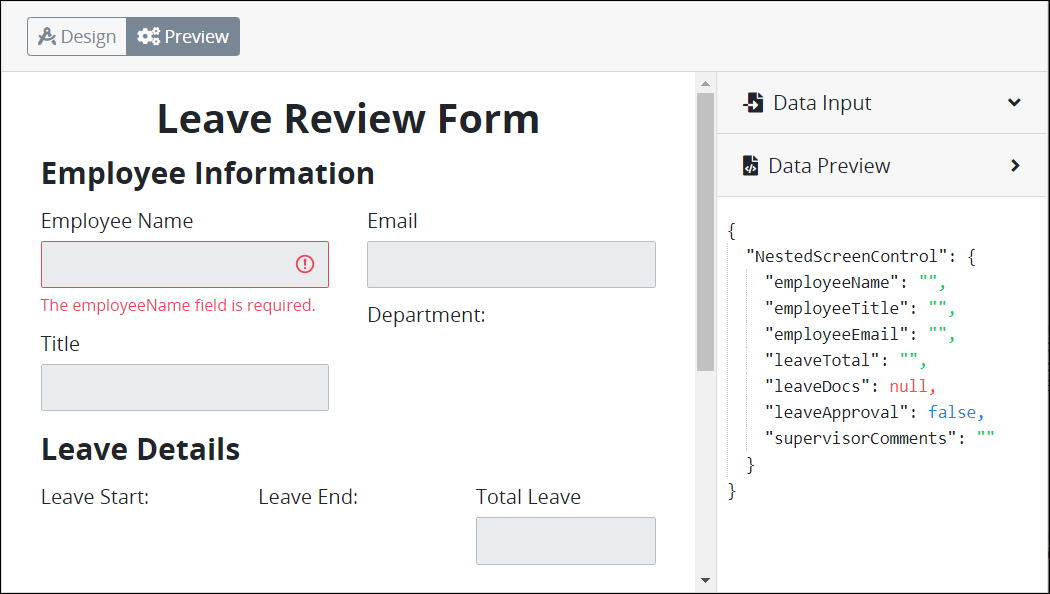 Design Preview
Leave Review Form
Employee Information
Employee Name Email
The employeeName field is required.
Department:
Title
Leave Details
Leave Start: Leave End: Total Leave
Data Input
Data Preview
{
"NestedScreenControl": {
"employeeName": "",
"employeeTitle": "",
"employeeEmail": "",
"leaveTotal": "",
"leaveDocs": null,
"leaveApproval": false,
"supervisorComments": ""
}
}